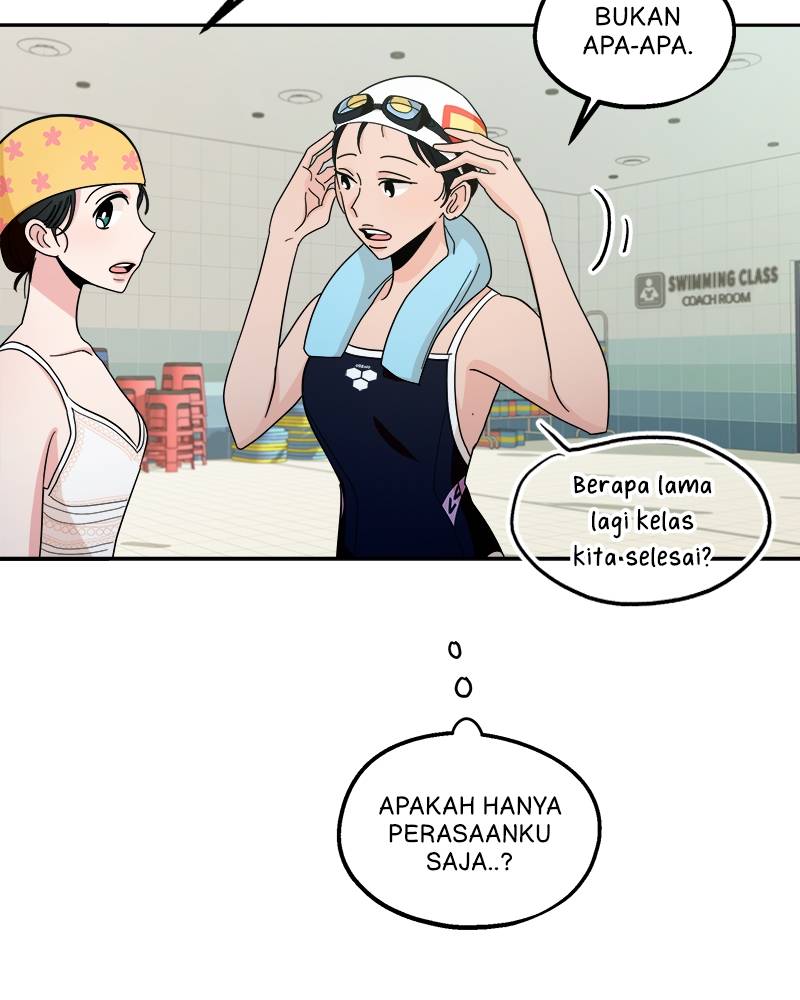 BUKAN
APA-APA.
SWIMMING CLASS
COACH ROOM
Berapa lama
lagi kelas
kita selesai?
APAKAH HANYA
PERASAANKU
SAJA..?